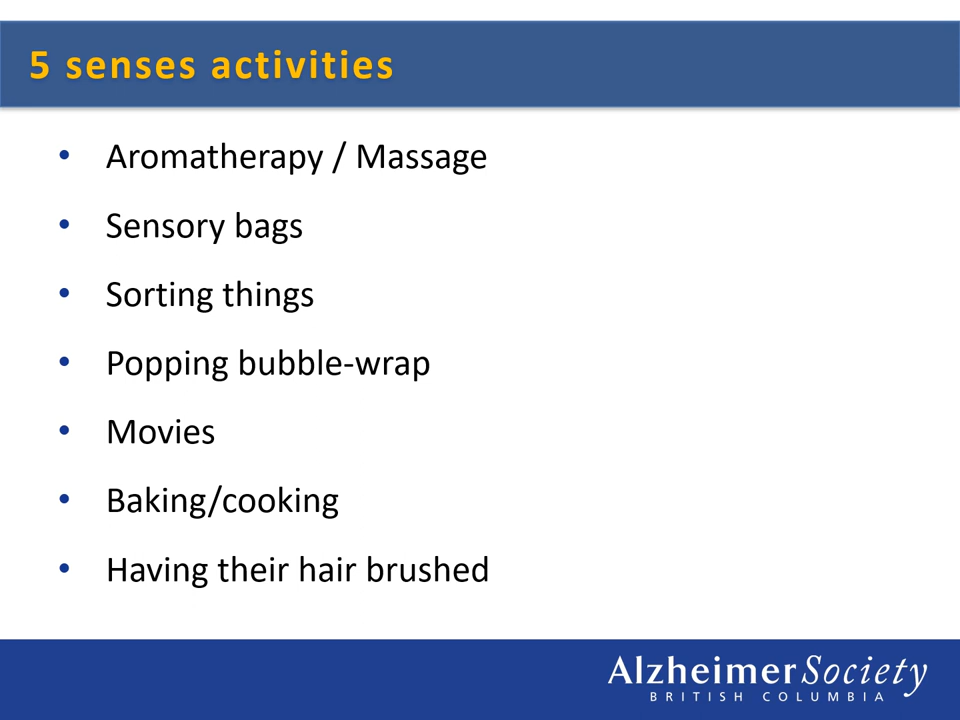 5 senses activities
• Aromatherapy / Massage
• Sensory bags
• Sorting things
• Popping bubble-wrap
• Movies
• Baking/cooking
• Having their hair brushed
AlzheimerSociety
BRITISH COLUMBIA